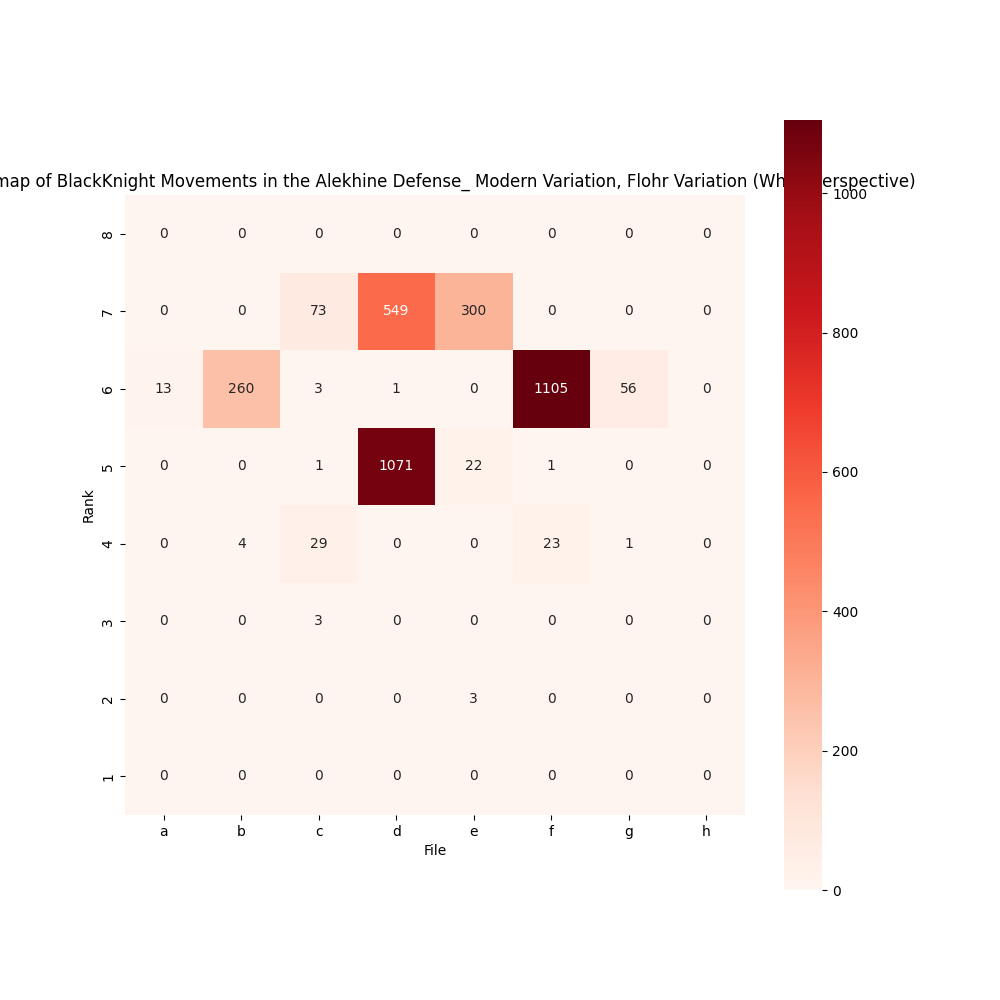 map of BlackKnight Movements in the Alekhine Defense_ Modern Variation, Flohr Variation (Wh erspective)
1000
8 0 0 0 0 0 0 0 0
7 0 0 73 549 300 0 0 0
800
6 13 260 3 1 0 1105 56 0
5 0 0 1 1071 22 1 0 0
600
Rank
4 0 4 29 0 0 23 1 0
400
3 0 0 3 0 0 0 0 0
2 0 0 0 0 3 0 0 0
200
1 0 0 0 0 0 0 0 0
a b c d e f g h
File
0